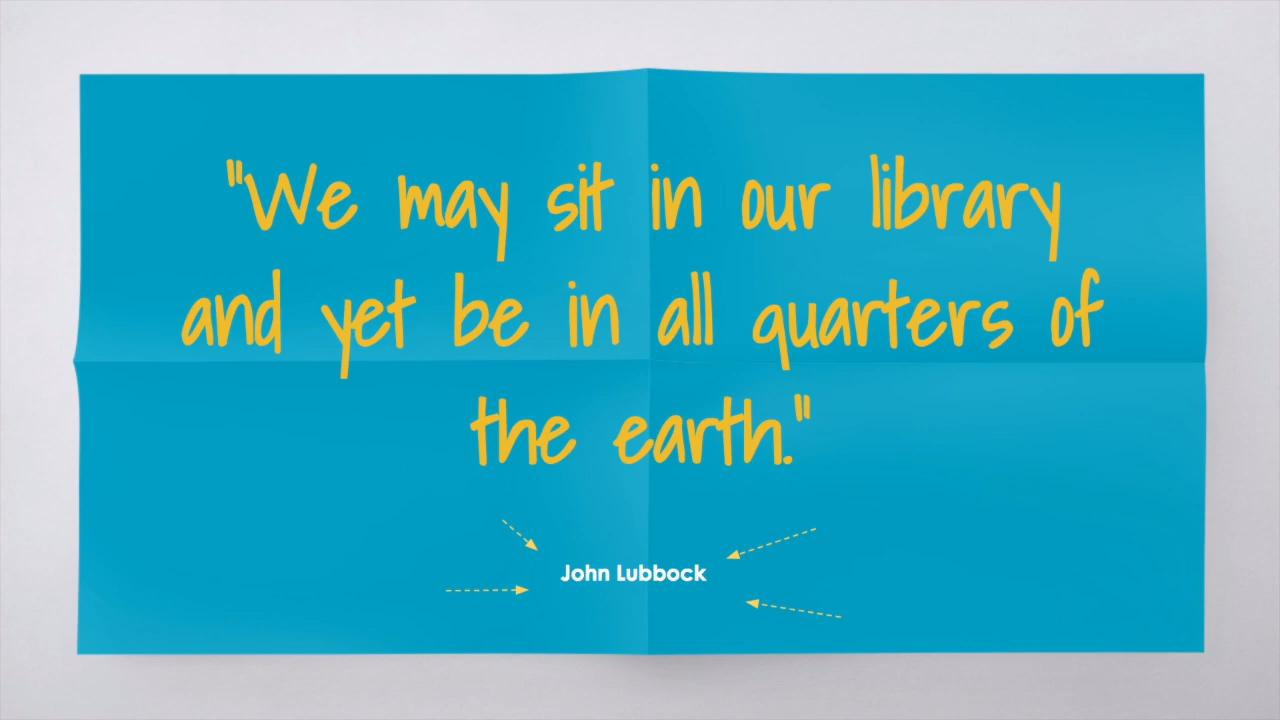 "We may sit in our library
and yet be in all quarters of
the earth."
John Lubbock